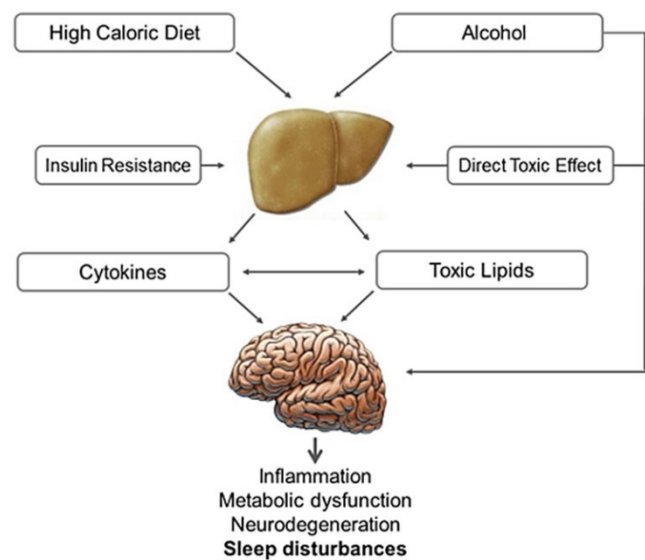 High Caloric Diet
Alcohol
Insulin Resistance
Direct Toxic Effect
Cytokines
Toxic Lipids
Inflammation
Metabolic dysfunction
Neurodegeneration
Sleep disturbances